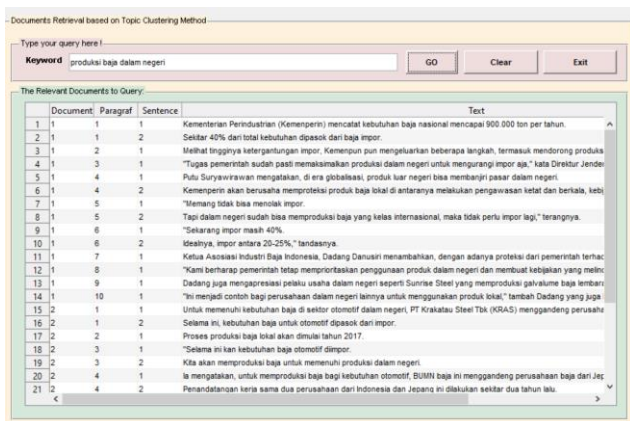 Documents Retrieval based on Topic Clustering Method
Type your query here !
Keyword produksi baja dalam negeri GO Clear Exit
The Relevant Documents to Query:
Document Paragraf Sentence Text
1 1 1 1 Kementerian Perindustrian (Kemenperin) mencatat kebutuhan baja nasional mencapai 900.000 ton per tahun.
2 1 1 2 Sekitar 40% dari total kebutuhan dipasok dari baja impor.
3 1 2 1 Melihat tingginya ketergantungan impor, Kemenpun pun mengeluarkan beberapa langkah, termasuk mendorong produks
4 1 3 1 "Tugas pemerintah sudah pasti memaksimalkan produksi dalam negeri untuk mengurangi impor aja," kata Direktur Jender
5 1 4 1 Putu Suryawirawan mengatakan, di era globalisasi, produk luar negeri bisa membanjiri pasar dalam negeri.
6 1 4 2 Kemenperin akan berusaha memproteksi produk baja lokal di antaranya melakukan pengawasan ketat dan berkala, kebij
7 1 5 1 "Memang tidak bisa menolak impor.
8 1 5 2 Tapi dalam negeri sudah bisa memproduksi baja yang kelas internasional, maka tidak perlu impor lagi," terangnya.
9 1 6 1 "Sekarang impor masih 40%.
10 1 6 2 Idealnya, impor antara 20-25%," tandasnya.
11 1 7 1 Ketua Asosiasi Industri Baja Indonesia, Dadang Danusiri menambahkan, dengan adanya proteksi dari pemerintah terhac
12 1 8 1 "Kami berharap pemerintah tetap memprioritaskan penggunaan produk dalam negeri dan membuat kebijakan yang melinc
13 1 9 1 Dadang juga mengapresiasi pelaku usaha dalam negeri seperti Sunrise Steel yang memproduksi galvalume baja lembara
14 1 10 1 "Ini menjadi contoh bagi perusahaan dalam negeri lainnya untuk menggunakan produk lokal," tambah Dadang yang juga
15 2 1 1 Untuk memenuhi kebutuhan baja di sektor otomotif dalam negeri, PT Krakatau Steel Tbk (KRAS) menggandeng perusaha
16 2 1 2 Selama ini, kebutuhan baja untuk otomotif dipasok dari impor.
17 2 2 1 Proses produksi baja lokal akan dimulai tahun 2017.
18 2 3 1 "Selama ini kan kebutuhan baja otomotif diimpor.
19 2 3 2 Kita akan memproduksi baja untuk memenuhi produksi dalam negeri.
20 2 4 1 Ia mengatakan, untuk memproduksi baja bagi kebutuhan otomotif, BUMN baja ini menggandeng perusahaan baja dari Jep
21 2 4 2 Penandatangan kerja sama dua perusahaan dari Indonesia dan Jepang ini dilakukan sekitar dua tahun lalu.